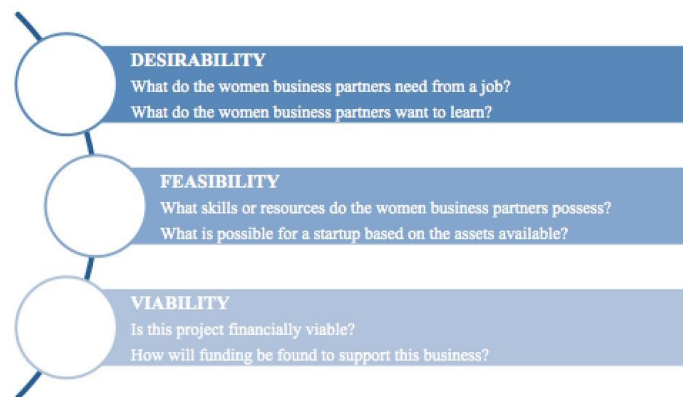 DESIRABILITY
What do the women business partners need from a job?
What do the women business partners want to learn?
FEASIBILITY
What skills or resources do the women business partners possess?
What is possible for a startup based on the assets available?
VIABILITY
Is this project financially viable?
How will funding be found to support this business?